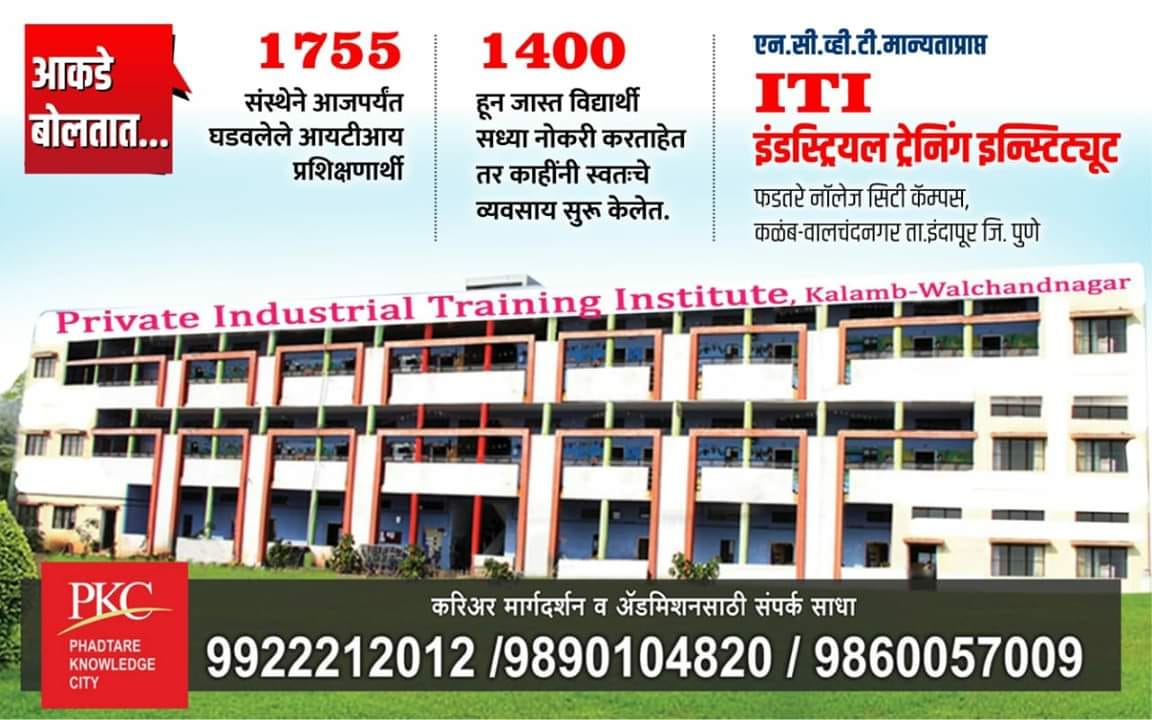 आकडे
बोलतात...
1755
संस्थेने आजपर्यंत
घडवलेले आयटीआय
प्रशिक्षणार्थी
1400
हून जास्त विद्यार्थी
सध्या नोकरी करताहेत
तर काहींनी स्वतःचे
व्यवसाय सुरू केलेत.
एन.सी.व्ही.टी.मान्यताप्राप्त
ITI
इंडस्ट्रियल ट्रेनिंग इन्स्टिट्यूट
फडतरे नॉलेज सिटी कॅम्पस,
कळंब-वालचंदनगर ता.इंदापूर जि. पुणे
Private Industrial Training Institute, Kalamb-Walchandnagar
PKC
PHADTARE
KNOWLEDGE
CITY
करिअर मार्गदर्शन व ॲडमिशनसाठी संपर्क साधा
9922212012 /9890104820 / 9860057009